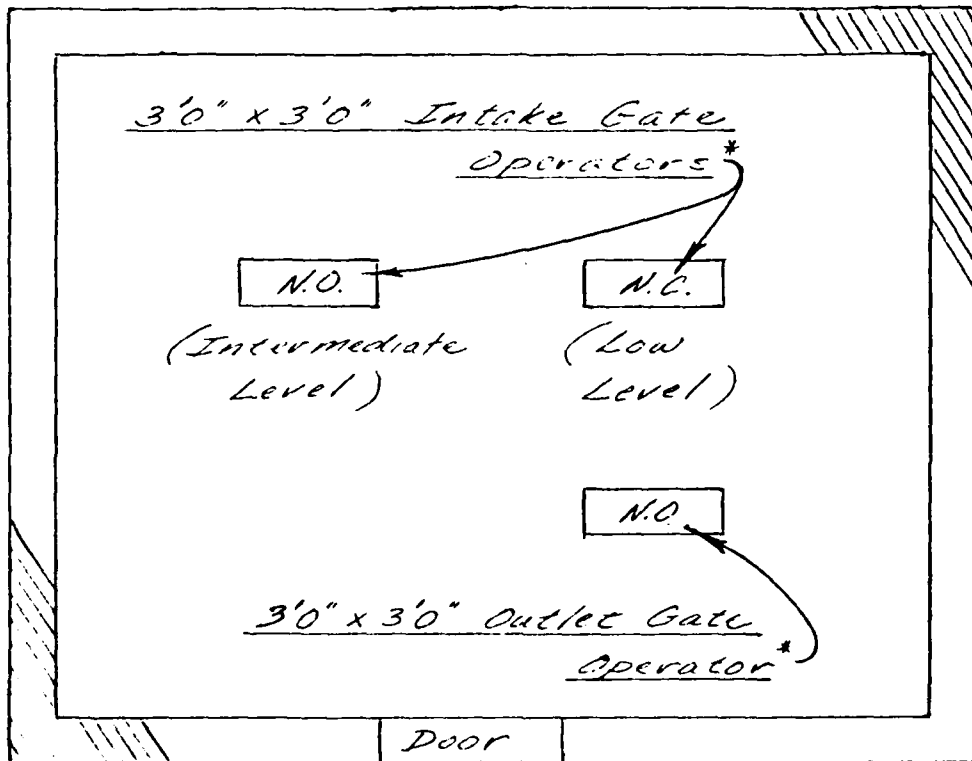 3'0" x 3'0" Intake Gate
Operators*
N.O.
N.C.
(Intermediate
Level)
(Low
Level)
N.O
3'0" x 3'0" Outlet Gate
Operator*
Door